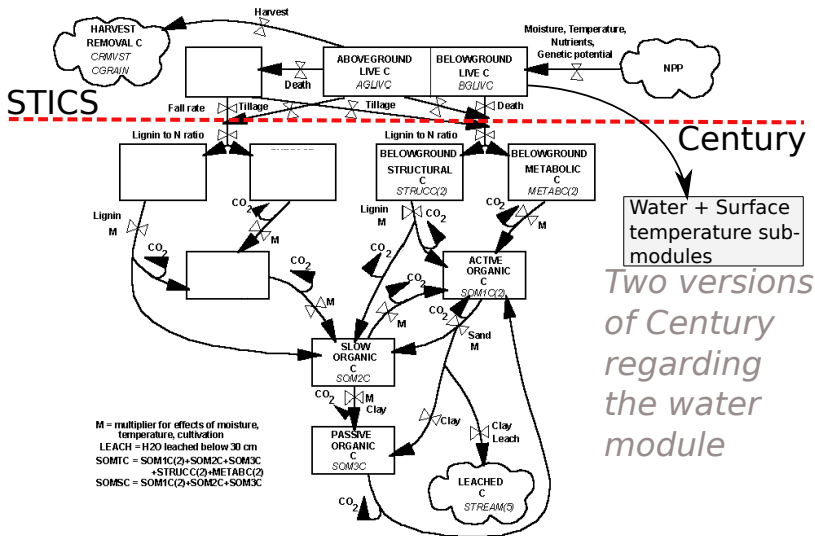 Harvest
HARVEST
REMOVAL C
CRMVST
CGRAIN
ABOVEGROUND
LIVE C
AGLIVC
BELOWGROUND
LIVE C
BGLIVC
Moisture, Temperature,
Nutrients,
Genetic potential
NPP
Death
STICS
Fall rate
Tillage
Tillage
Death
Century
Lignin to N ratio
Lignin to N ratio
BELOWGROUND
STRUCTURAL
C
STRUCC(2)
BELOWGROUND
METABOLIC
C
METABC(2)
Water + Surface
temperature sub-
modules
Lignin
M
CO2
M
Lignin
M
CO2
CO2
M
CO2
CO2
CO2
ACTIVE
ORGANIC
C
SOM1C(2)
Two versions
of Century
regarding
the water
module
M
CO2
M
CO2
Sand
M
SLOW
ORGANIC
C
SOM2C
CO2
M
Clay
Clay
Clay
Leach
PASSIVE
ORGANIC
C
SOM3C
M = multiplier for effects of moisture,
temperature, cultivation
LEACH = H2O leached below 30 cm
SOMTC = SOM1C(2)+SOM2C+SOM3C
+STRUCC(2)+METABC(2)
SOMSC = SOM1C(2)+SOM2C+SOM3C
LEACHED
C
STREAM(5)
CO2